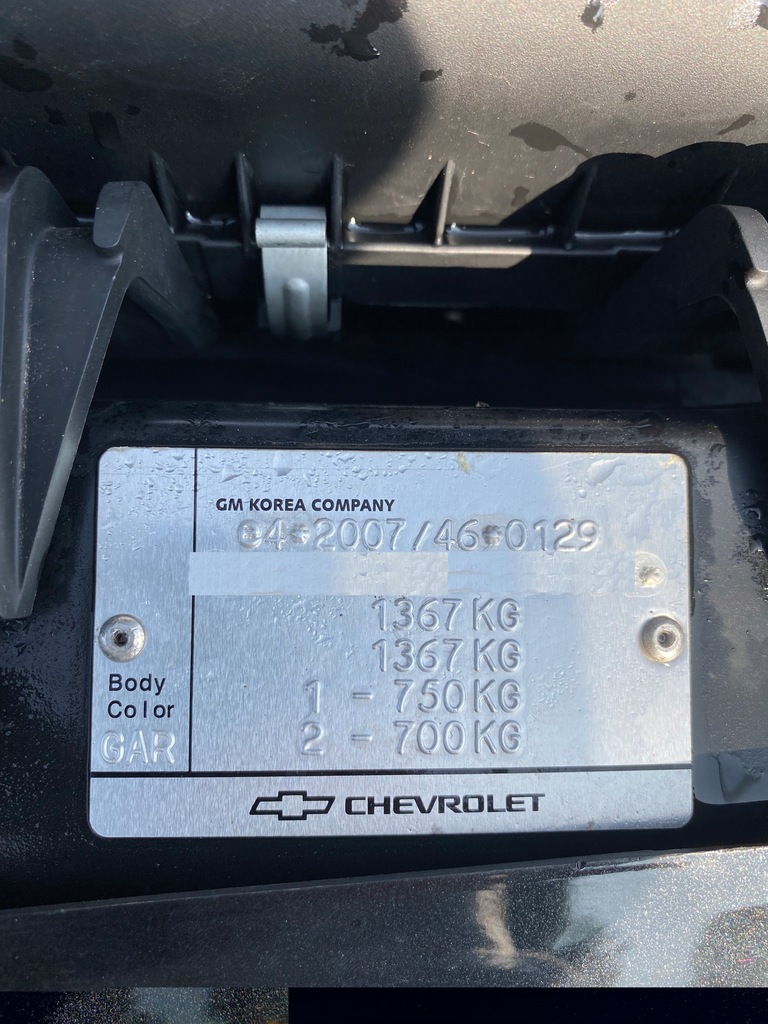 GM KOREA COMPANY
e4*2007/46*0129
1367 KG
1367 KG
1 - 750 KG
2 - 700 KG
Body
Color
GAR
CHEVROLET